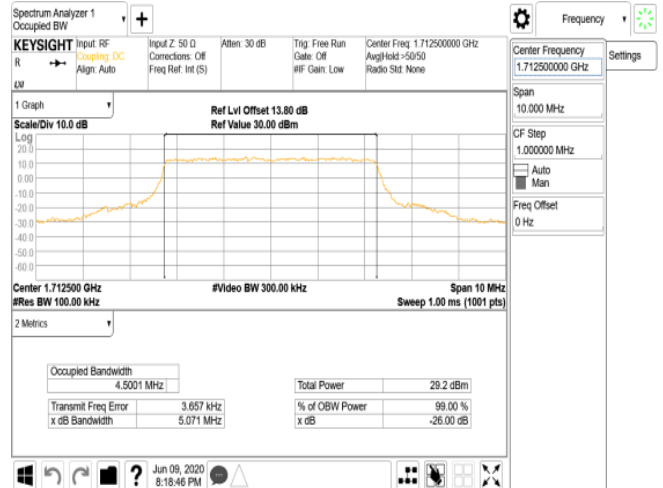 Spectrum Analyzer 1
Occupied BW
Frequency
KEYSIGHT
R
Input: RF
Coupling: DC
Align: Auto
Input Z: 50 Ω
Corrections: Off
Freq Ref: Int (S)
Atten: 30 dB
Trig: Free Run
Gate: Off
#IF Gain: Low
Center Freq: 1.712500000 GHz
Avg|Hold:>50/50
Radio Std: None
Center Frequency
1.712500000 GHz
Settings
Span
10.000 MHz
CF Step
1.000000 MHz
Auto
Man
Freq Offset
0 Hz
1 Graph
Scale/Div 10.0 dB
Ref Lvl Offset 13.80 dB
Ref Value 30.00 dBm
Log
20.0
10.0
0.00
-10.0
-20.0
-30.0
-40.0
-50.0
-60.0
Center 1.712500 GHz
#Video BW 300.00 kHz
Span 10 MHz
#Res BW 100.00 kHz
Sweep 1.00 ms (1001 pts)
2 Metrics
Occupied Bandwidth
4.5001 MHz
Total Power 29.2 dBm
Transmit Freq Error 3.657 kHz
% of OBW Power 99.00 %
x dB Bandwidth 5.071 MHz
x dB -26.00 dB
Jun 09, 2020
8:18:46 PM